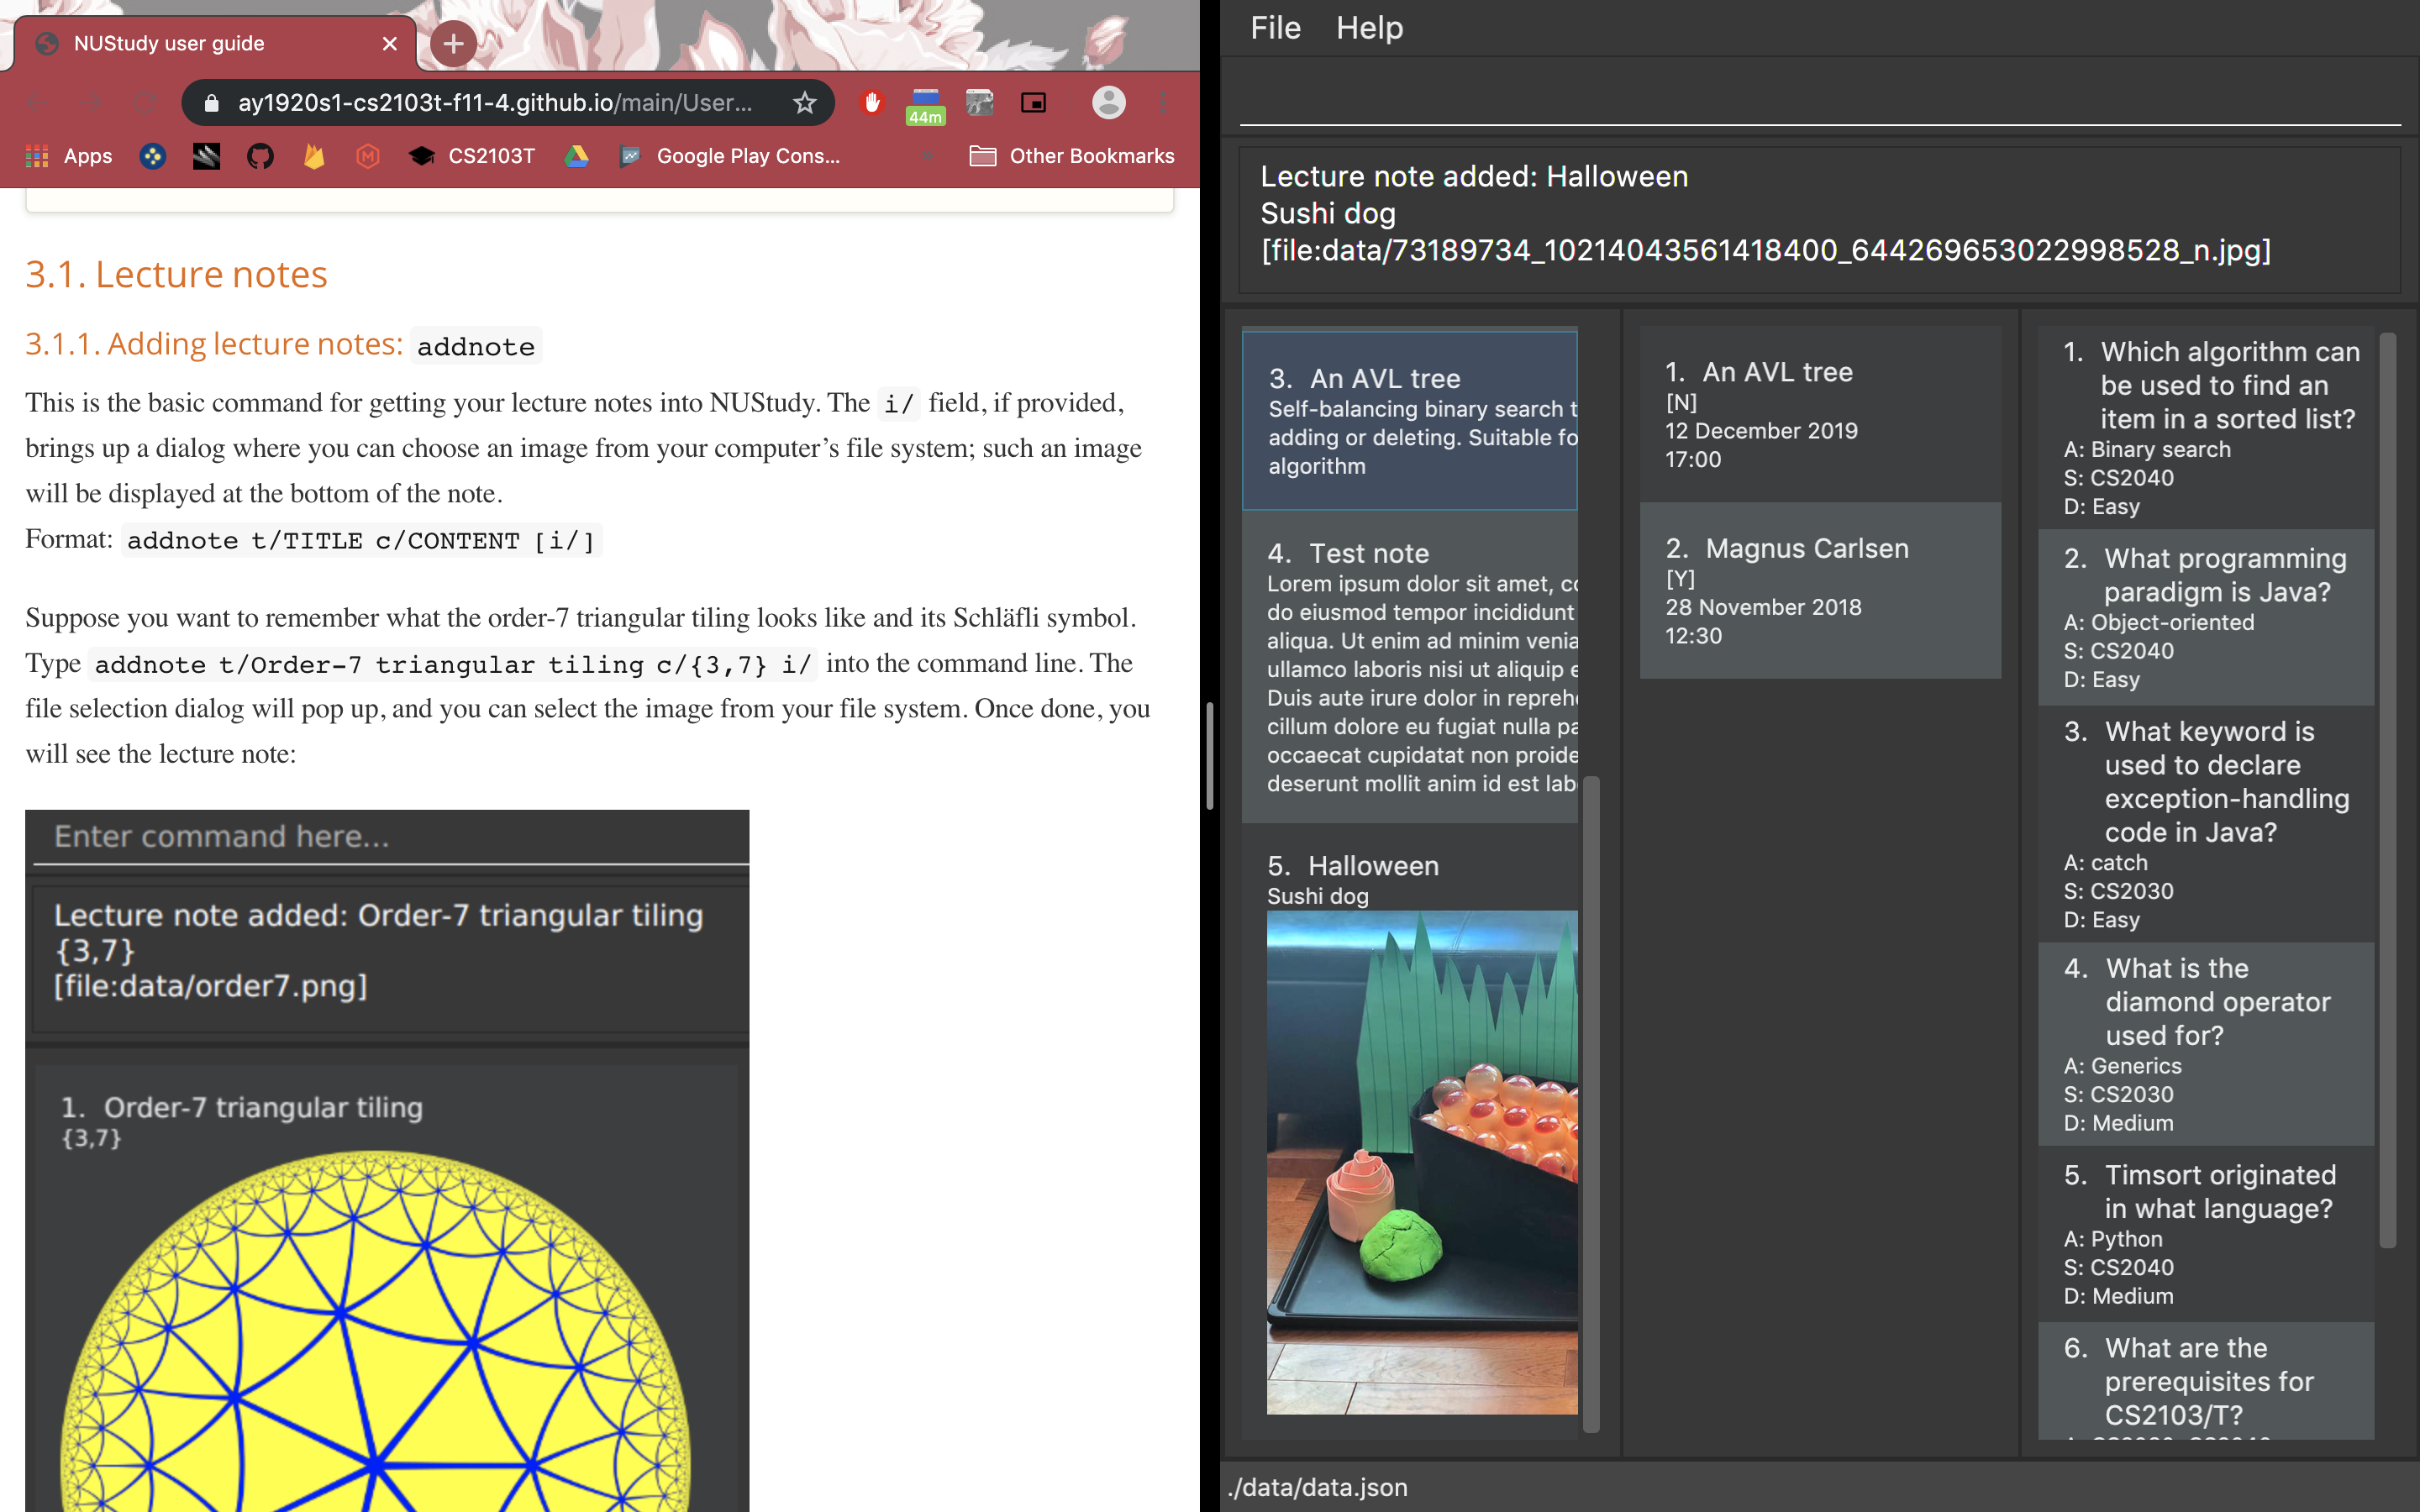 NUStudy user guide
ay1920s1-cs2103t-f11-4.github.io/main/User...
44m
Apps
CS2103T
Google Play Cons...
Other Bookmarks
3.1. Lecture notes
3.1.1. Adding lecture notes: addnote
This is the basic command for getting your lecture notes into NUStudy. The i/ field, if provided,
brings up a dialog where you can choose an image from your computer’s file system; such an image
will be displayed at the bottom of the note.
Format: addnote t/TITLE c/CONTENT [i/]
Suppose you want to remember what the order-7 triangular tiling looks like and its Schläfli symbol.
Type addnote t/Order-7 triangular tiling c/{3,7} i/ into the command line. The
file selection dialog will pop up, and you can select the image from your file system. Once done, you
will see the lecture note:
Enter command here...
Lecture note added: Order-7 triangular tiling
{3,7}
[file:data/order7.png]
1. Order-7 triangular tiling
{3,7}
File Help
Lecture note added: Halloween
Sushi dog
[file:data/73189734_10214043561418400_644269653022998528_n.jpg]
3. An AVL tree
Self-balancing binary search t
adding or deleting. Suitable fo
algorithm
4. Test note
Lorem ipsum dolor sit amet, co
do eiusmod tempor incididunt
aliqua. Ut enim ad minim venia
ullamco laboris nisi ut aliquip e
Duis aute irure dolor in reprehe
cillum dolore eu fugiat nulla pa
occaecat cupidatat non proide
deserunt mollit anim id est lab
5. Halloween
Sushi dog
1. An AVL tree
[N]
12 December 2019
17:00
2. Magnus Carlsen
[Y]
28 November 2018
12:30
1. Which algorithm can
be used to find an
item in a sorted list?
A: Binary search
S: CS2040
D: Easy
2. What programming
paradigm is Java?
A: Object-oriented
S: CS2040
D: Easy
3. What keyword is
used to declare
exception-handling
code in Java?
A: catch
S: CS2030
D: Easy
4. What is the
diamond operator
used for?
A: Generics
S: CS2030
D: Medium
5. Timsort originated
in what language?
A: Python
S: CS2040
D: Medium
6. What are the
prerequisites for
CS2103/T?
./data/data.json